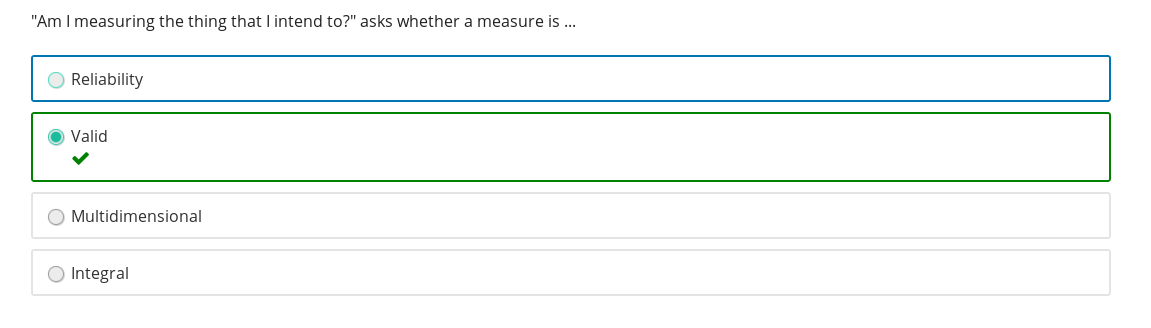 "Am I measuring the thing that I intend to?" asks whether a measure is ...
Reliability
Valid
Multidimensional
Integral